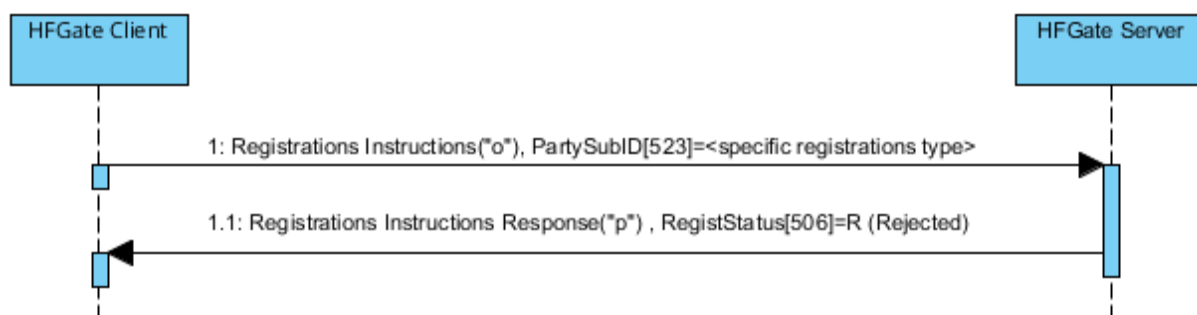 HFGate Client
HFGate Server
1: Registrations Instructions("o"), PartySubID[523]=<specific registrations type>
1.1: Registrations Instructions Response("p") , RegistStatus[506]=R (Rejected)